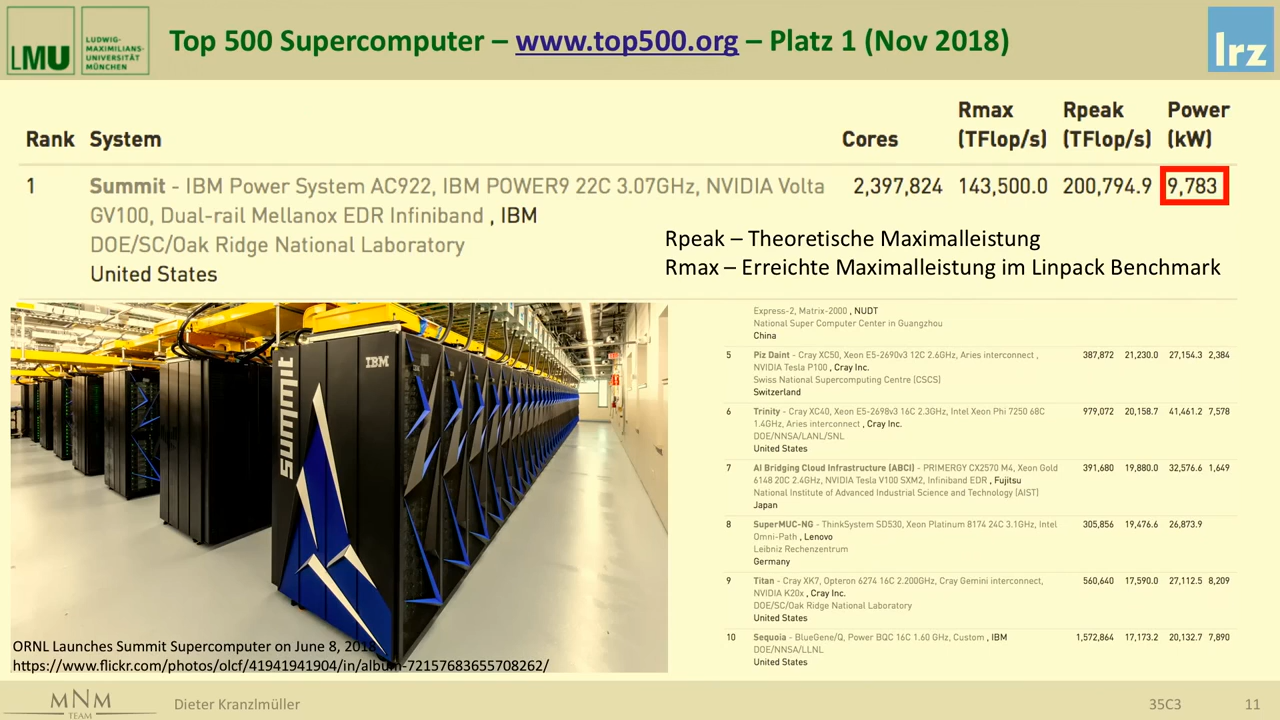 LMU
LUDWIG-
MAXIMILIANS-
UNIVERSITÄT
MÜNCHEN
Top 500 Supercomputer – www.top500.org – Platz 1 (Nov 2018)
lrz
Rank System Cores Rmax (TFlop/s) Rpeak (TFlop/s) Power (kW)
1 Summit - IBM Power System AC922, IBM POWER9 22C 3.07GHz, NVIDIA Volta 2,397,824 143,500.0 200,794.9 9,783
GV100, Dual-rail Mellanox EDR Infiniband , IBM
DOE/SC/Oak Ridge National Laboratory
United States
Rpeak – Theoretische Maximalleistung
Rmax – Erreichte Maximalleistung im Linpack Benchmark
summit
IBM
ORNL Launches Summit Supercomputer on June 8, 2018
https://www.flickr.com/photos/olcf/41941941904/in/album-72157683655708262/
Express-2, Matrix-2000 , NUDT
National Super Computer Center in Guangzhou
China
5 Piz Daint - Cray XC50, Xeon E5-2690v3 12C 2.6GHz, Aries interconnect , 387,872 21,230.0 27,154.3 2,384
NVIDIA Tesla P100 , Cray Inc.
Swiss National Supercomputing Centre (CSCS)
Switzerland
6 Trinity - Cray XC40, Xeon E5-2698v3 16C 2.3GHz, Intel Xeon Phi 7250 68C 979,072 20,158.7 41,461.2 7,578
1.4GHz, Aries interconnect , Cray Inc.
DOE/NNSA/LANL/SNL
United States
7 AI Bridging Cloud Infrastructure (ABCI) - PRIMERGY CX2570 M4, Xeon Gold 391,680 19,880.0 32,576.6 1,649
6148 20C 2.4GHz, NVIDIA Tesla V100 SXM2, Infiniband EDR , Fujitsu
National Institute of Advanced Industrial Science and Technology (AIST)
Japan
8 SuperMUC-NG - ThinkSystem SD530, Xeon Platinum 8174 24C 3.1GHz, Intel 305,856 19,476.6 26,873.9
Omni-Path , Lenovo
Leibniz Rechenzentrum
Germany
9 Titan - Cray XK7, Opteron 6274 16C 2.200GHz, Cray Gemini interconnect, 560,640 17,590.0 27,112.5 8,209
NVIDIA K20x , Cray Inc.
DOE/SC/Oak Ridge National Laboratory
United States
10 Sequoia - BlueGene/Q, Power BQC 16C 1.60 GHz, Custom , IBM 1,572,864 17,173.2 20,132.7 7,890
DOE/NNSA/LLNL
United States
MNM
TEAM
Dieter Kranzlmüller
35C3
11